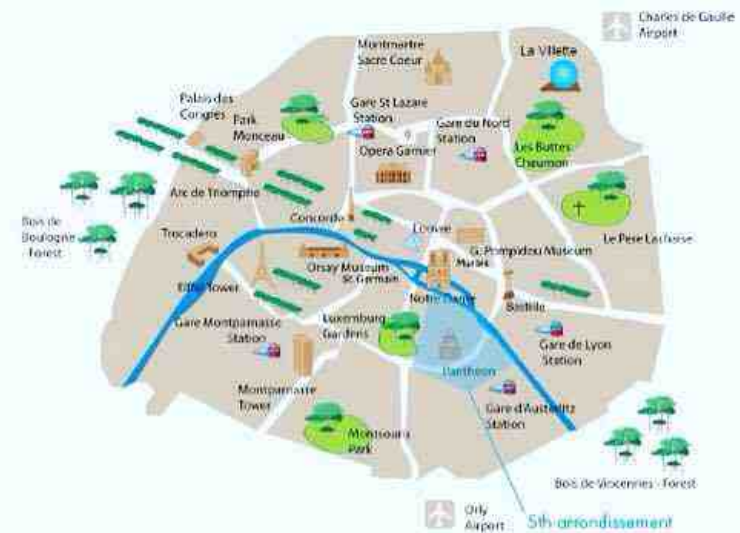 Charles de Gaulle
Airport
Montmartre
Sacre Coeur
La Villette
Palais des
Congrès
Park
Monceau
Gare St Lazare
Station
Gare du Nord
Station
Opera Garnier
Les Buttes
Chaumon
Arc de Triomphe
Bois de
Boulogne
- Forest
Trocadero
Concorde
Louvre
G. Pompidou Museum
Le Pere Lachaise
Marais
Orsay Museum
St. Germain
Eiffel Tower
Notre Dame
Bastille
Gare Montparnasse
Station
Luxemburg
Gardens
Gare de Lyon
Station
Pantheon
Montparnasse
Tower
Gare d'Austerlitz
Station
Montsouris
Park
Bois de Vincennes - Forest
Orly
Airport
5th arrondissement